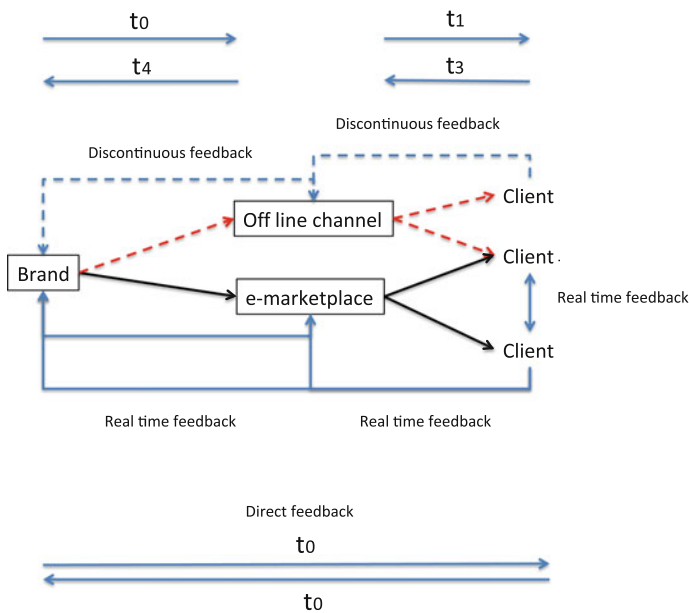 t0
t1
t4
t3
Discontinuous feedback
Discontinuous feedback
Client
Off line channel
Client .
Brand
e-marketplace
Real time feedback
Client
Real time feedback
Real time feedback
Direct feedback
t0
t0